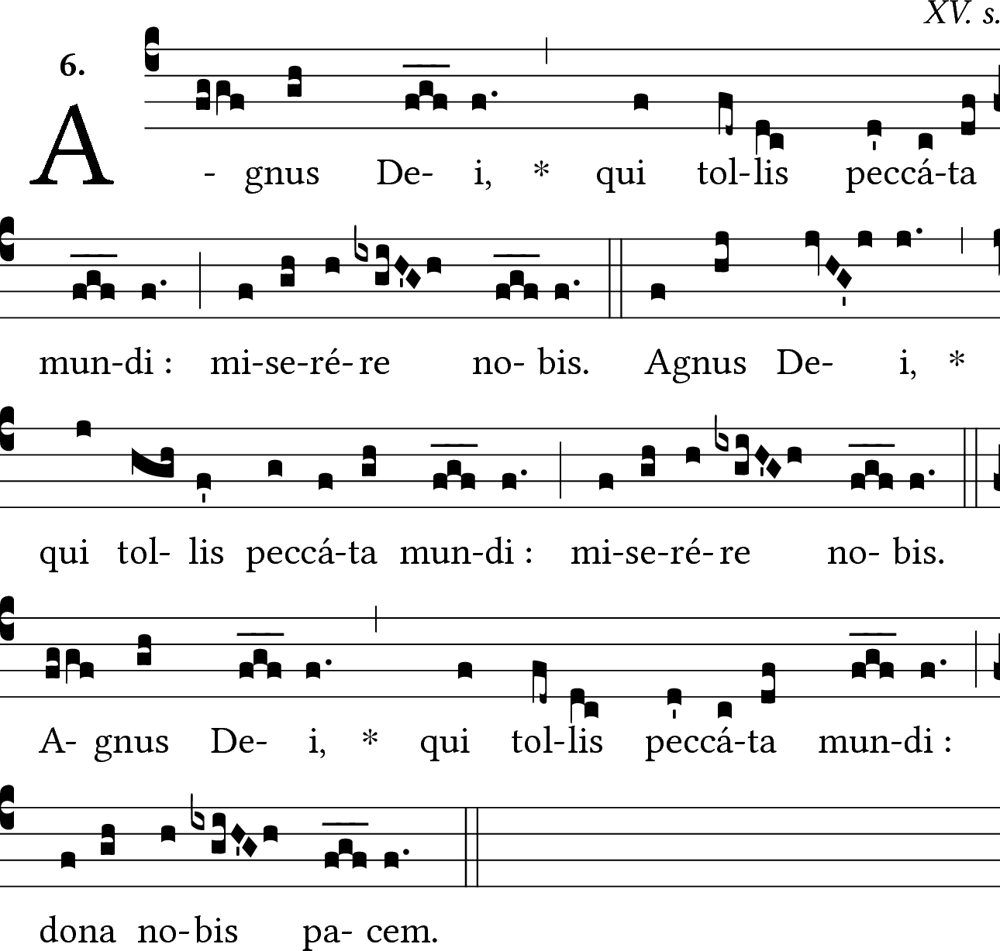 XV. s.
6.
A - gnus De- i, * qui tol-lis peccá-ta
mun-di : mi-se-ré-re no- bis. Agnus De- i, *
qui tol- lis peccá-ta mun-di : mi-se-ré-re no- bis.
A- gnus De- i, * qui tol-lis peccá-ta mun-di :
dona no-bis pa- cem.